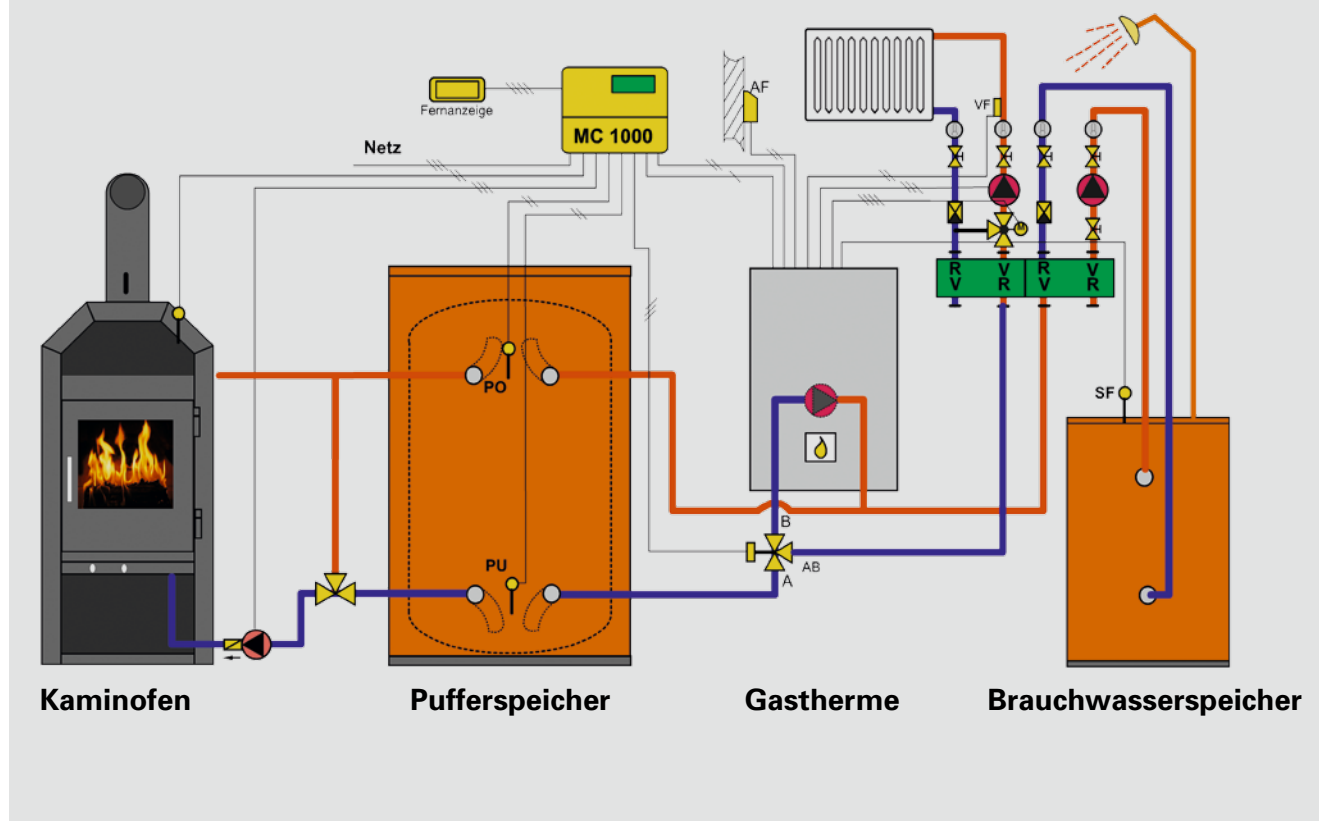 AF
VF
Fernanzeige
MC 1000
Netz
M
R V R V
V R V R
PO
SF
B
PU
AB
A
Kaminofen Pufferspeicher Gastherme Brauchwasserspeicher